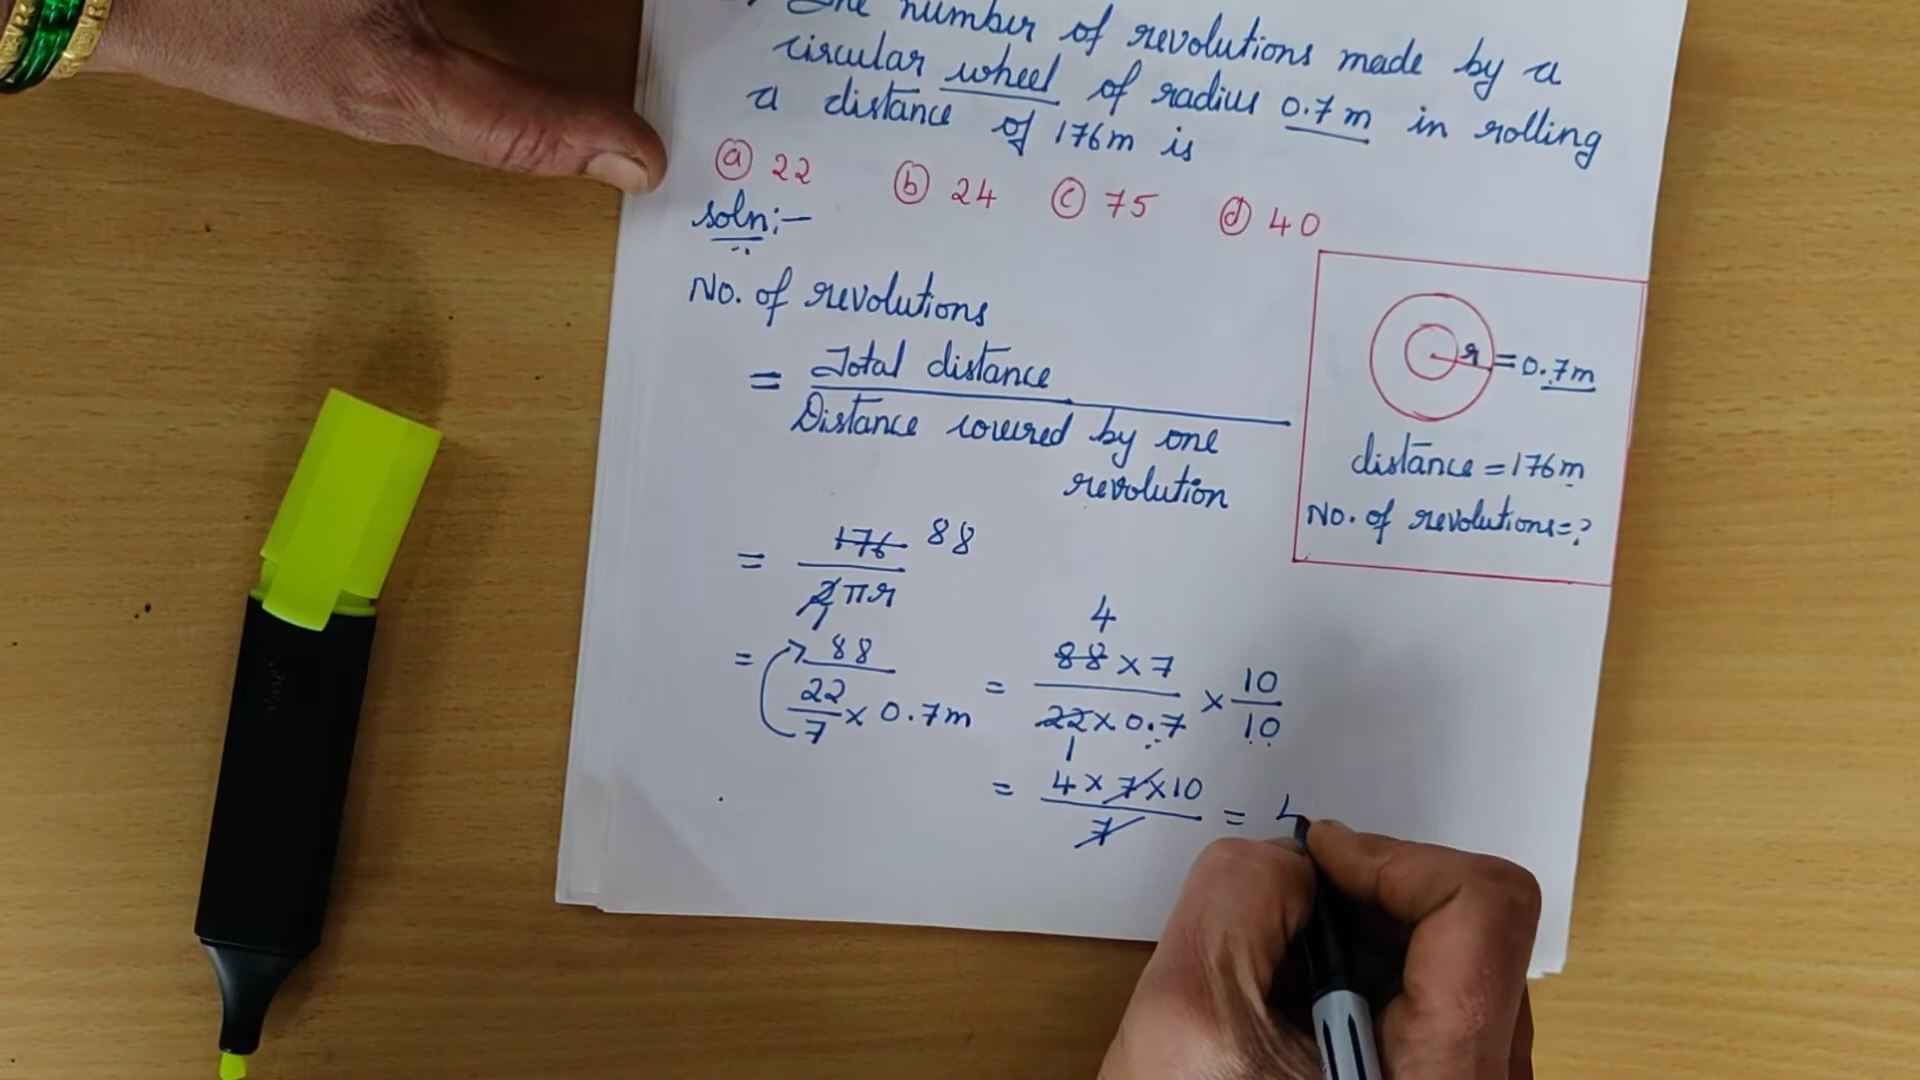 The number of revolutions made by a
circular wheel of radius 0.7 m in rolling
a distance of 176m is
ⓐ 22 ⓑ 24 ⓒ 75 ⓓ 40
soln:-
No. of revolutions
= Total distance
Distance covered by one
revolution
= 176 88
2πr
1
= 88
22/7 × 0.7m
4
= 88 × 7 × 10
22 × 0.7 10
1
= 4 × 7 × 10 = 4
7
r = 0.7m
distance = 176m
No. of revolutions = ?